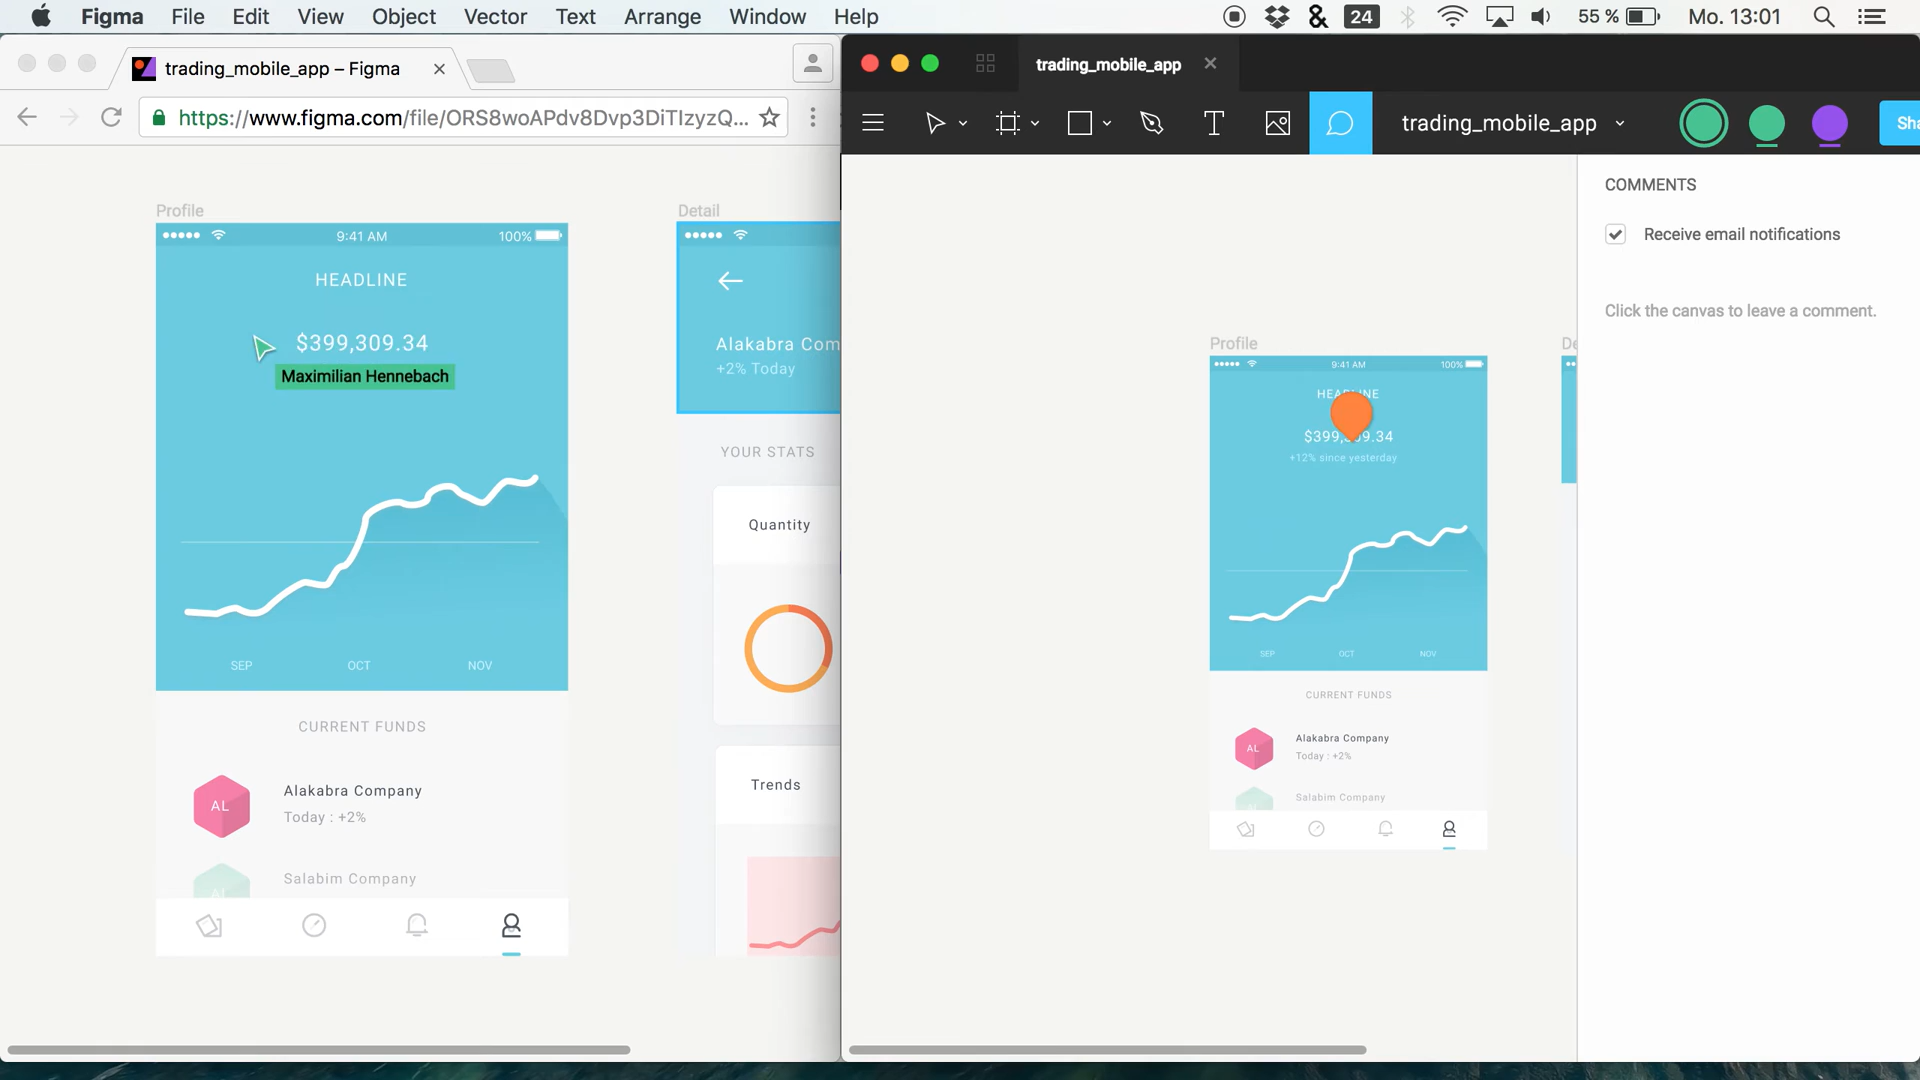 Figma File Edit View Object Vector Text Arrange Window Help
24
55 %
Mo. 13:01
trading_mobile_app – Figma
https://www.figma.com/file/ORS8woAPdv8Dvp3DiTIzyzQ...
Profile
9:41 AM
100%
HEADLINE
$399,309.34
Maximilian Hennebach
SEP OCT NOV
CURRENT FUNDS
AL
Alakabra Company
Today : +2%
AL
Salabim Company
Detail
Alakabra Com
+2% Today
YOUR STATS
Quantity
Trends
trading_mobile_app
T
trading_mobile_app
Sha
Profile
De
9:41 AM
100%
HEADLINE
+12% since yesterday
SEP OCT NOV
CURRENT FUNDS
AL
Alakabra Company
Today : +2%
Salabim Company
COMMENTS
Receive email notifications
Click the canvas to leave a comment.